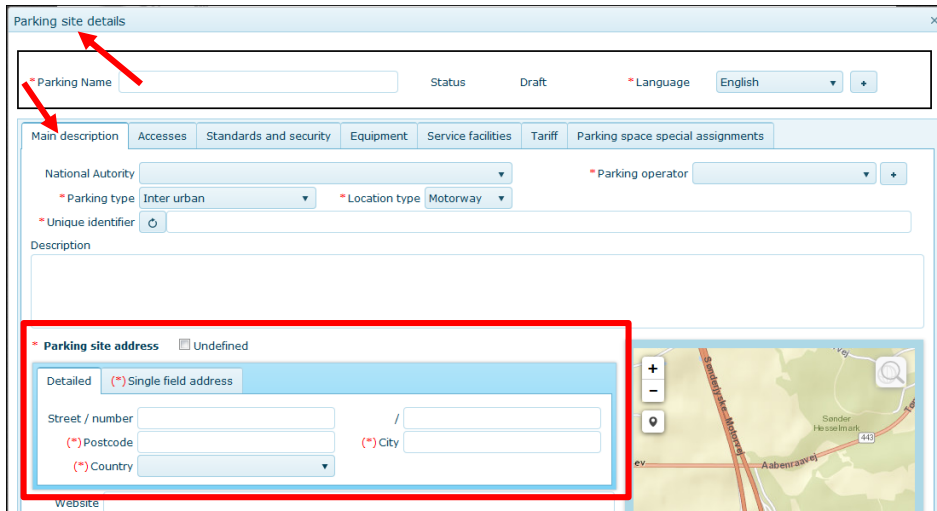 Parking site details ×
*Parking Name Status Draft *Language English +
Main description Accesses Standards and security Equipment Service facilities Tariff Parking space special assignments
National Autority *Parking operator +
*Parking type Inter urban *Location type Motorway
*Unique identifier
Description
* Parking site address Undefined
Detailed (*)Single field address
Street / number /
(*)Postcode (*)City
(*)Country
Website
+
−
Sønderjyske Motorvej
Sønder
Hesselmark
443
Aabenraavej